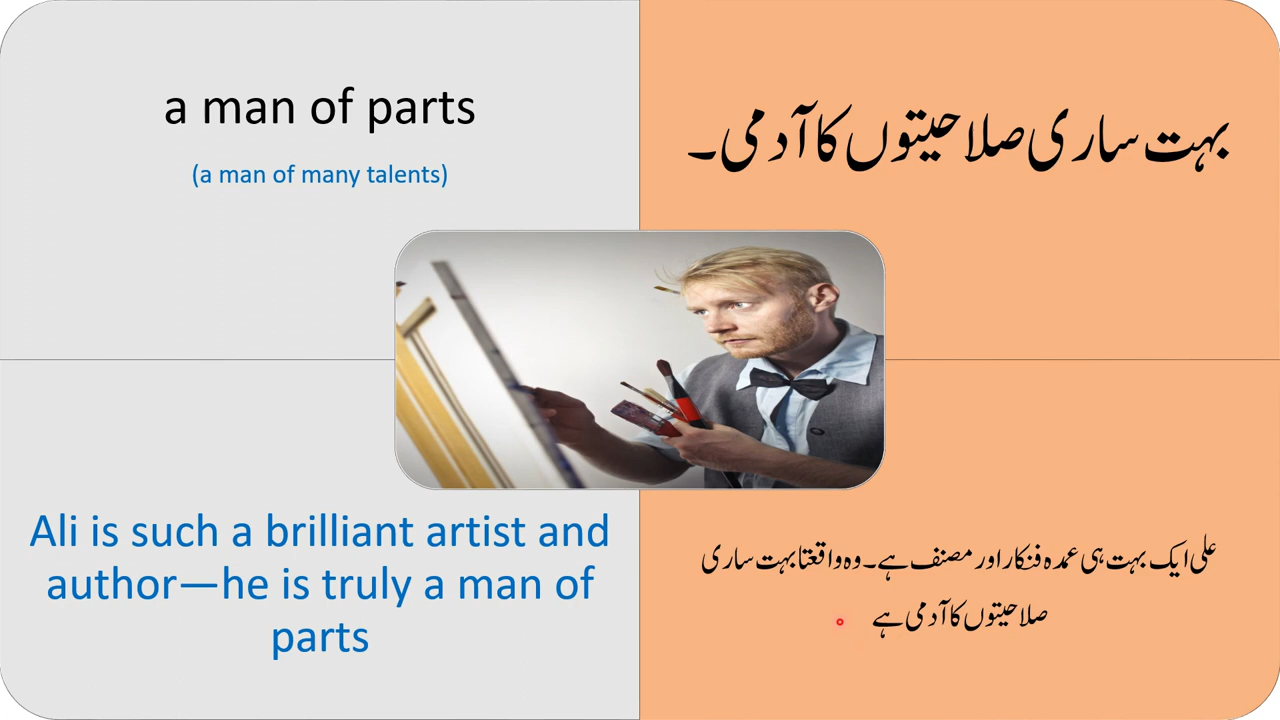 a man of parts
(a man of many talents)
بہت ساری صلاحیتوں کا آدمی۔
Ali is such a brilliant artist and
author—he is truly a man of
parts
علی ایک بہت ہی عمدہ فنکار اور مصنف ہے۔ وہ واقعتا بہت ساری
صلاحیتوں کا آدمی ہے